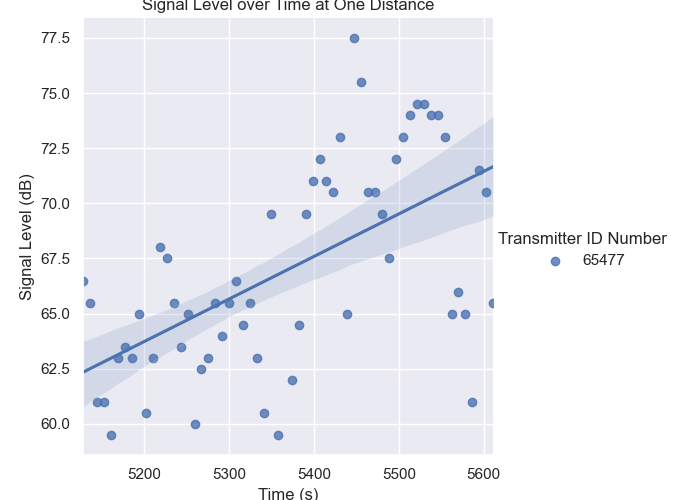 Signal Level over Time at One Distance
77.5
75.0
72.5
70.0
67.5
65.0
62.5
60.0
Signal Level (dB)
5200 5300 5400 5500 5600
Time (s)
Transmitter ID Number
65477